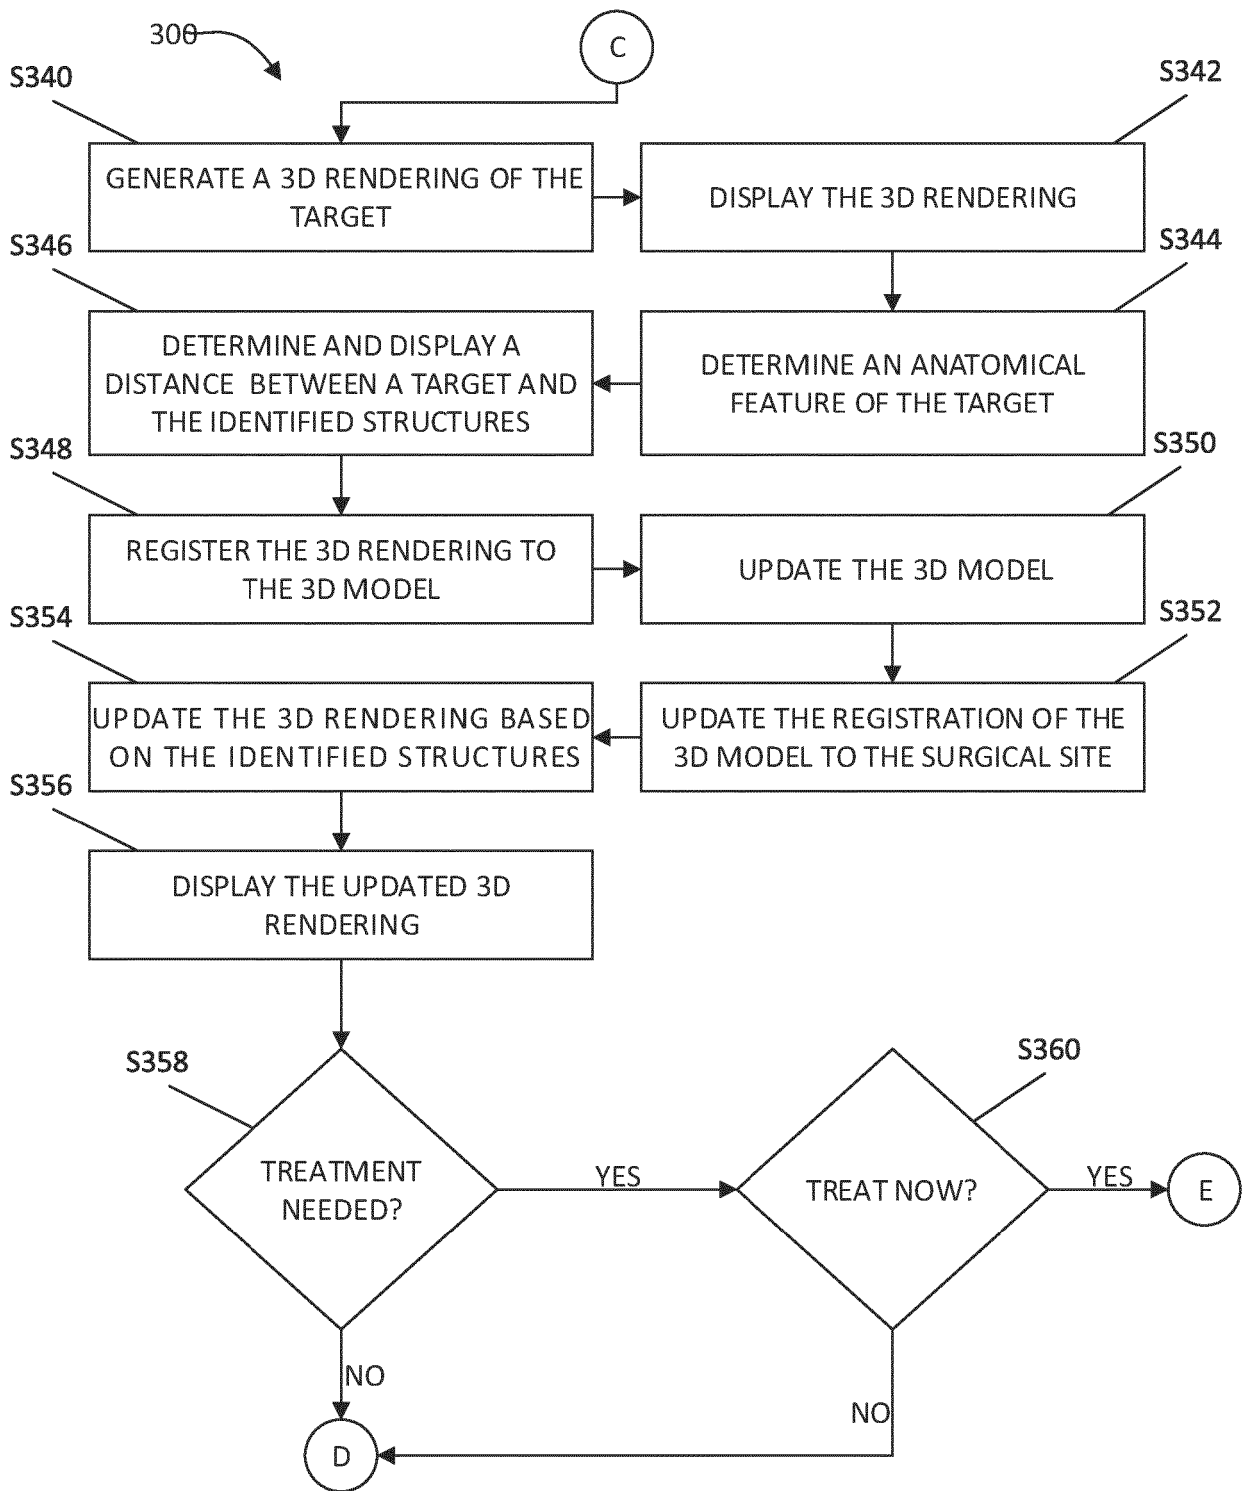 300
C
S340
GENERATE A 3D RENDERING OF THE
TARGET
S342
DISPLAY THE 3D RENDERING
S344
DETERMINE AN ANATOMICAL
FEATURE OF THE TARGET
S346
DETERMINE AND DISPLAY A
DISTANCE BETWEEN A TARGET AND
THE IDENTIFIED STRUCTURES
S348
REGISTER THE 3D RENDERING TO
THE 3D MODEL
S350
UPDATE THE 3D MODEL
S352
UPDATE THE REGISTRATION OF THE
3D MODEL TO THE SURGICAL SITE
S354
UPDATE THE 3D RENDERING BASED
ON THE IDENTIFIED STRUCTURES
S356
DISPLAY THE UPDATED 3D
RENDERING
S358
TREATMENT
NEEDED?
YES
S360
TREAT NOW?
YES
E
NO
NO
D